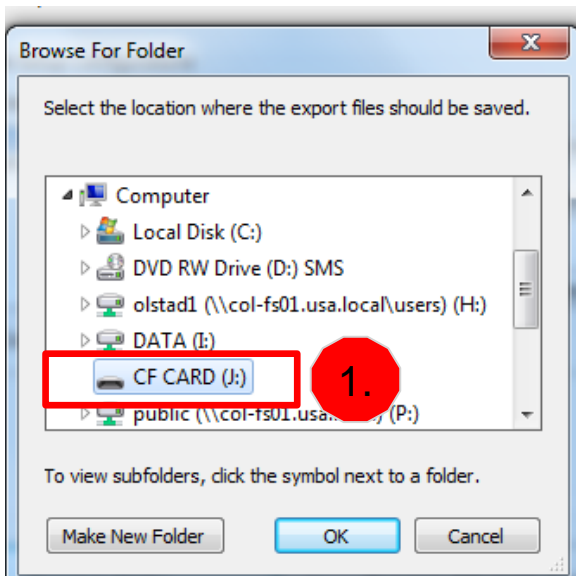 Browse For Folder
Select the location where the export files should be saved.
Computer
Local Disk (C:)
DVD RW Drive (D:) SMS
olstad1 (\\col-fs01.usa.local\users) (H:)
DATA (I:)
CF CARD (J:)
1.
public (\\col-fs01.usa. (P:)
To view subfolders, click the symbol next to a folder.
Make New Folder
OK
Cancel